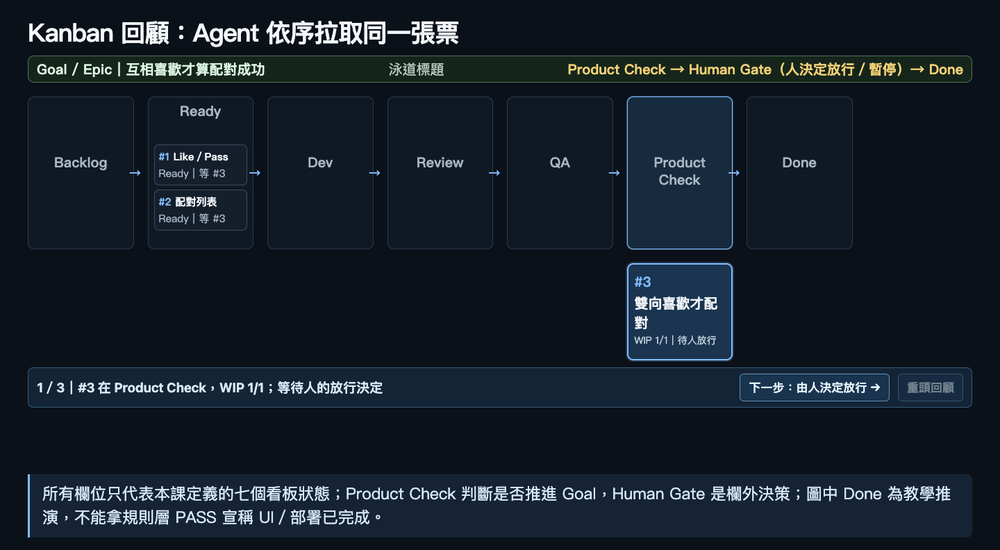 Kanban 回顧：Agent 依序拉取同一張票
Goal / Epic｜互相喜歡才算配對成功
泳道標題
Product Check → Human Gate（人決定放行 / 暫停）→ Done
Backlog
→
Ready
#1 Like / Pass
Ready｜等 #3
#2 配對列表
Ready｜等 #3
→
Dev
→
Review
→
QA
→
Product
Check
→
Done
#3
雙向喜歡才配
對
WIP 1/1｜待人放行
1 / 3｜#3 在 Product Check，WIP 1/1；等待人的放行決定
下一步：由人決定放行 →
重頭回顧
所有欄位只代表本課定義的七個看板狀態；Product Check 判斷是否推進 Goal，Human Gate 是欄外決策；圖中 Done 為教學推
演，不能拿規則層 PASS 宣稱 UI / 部署已完成。